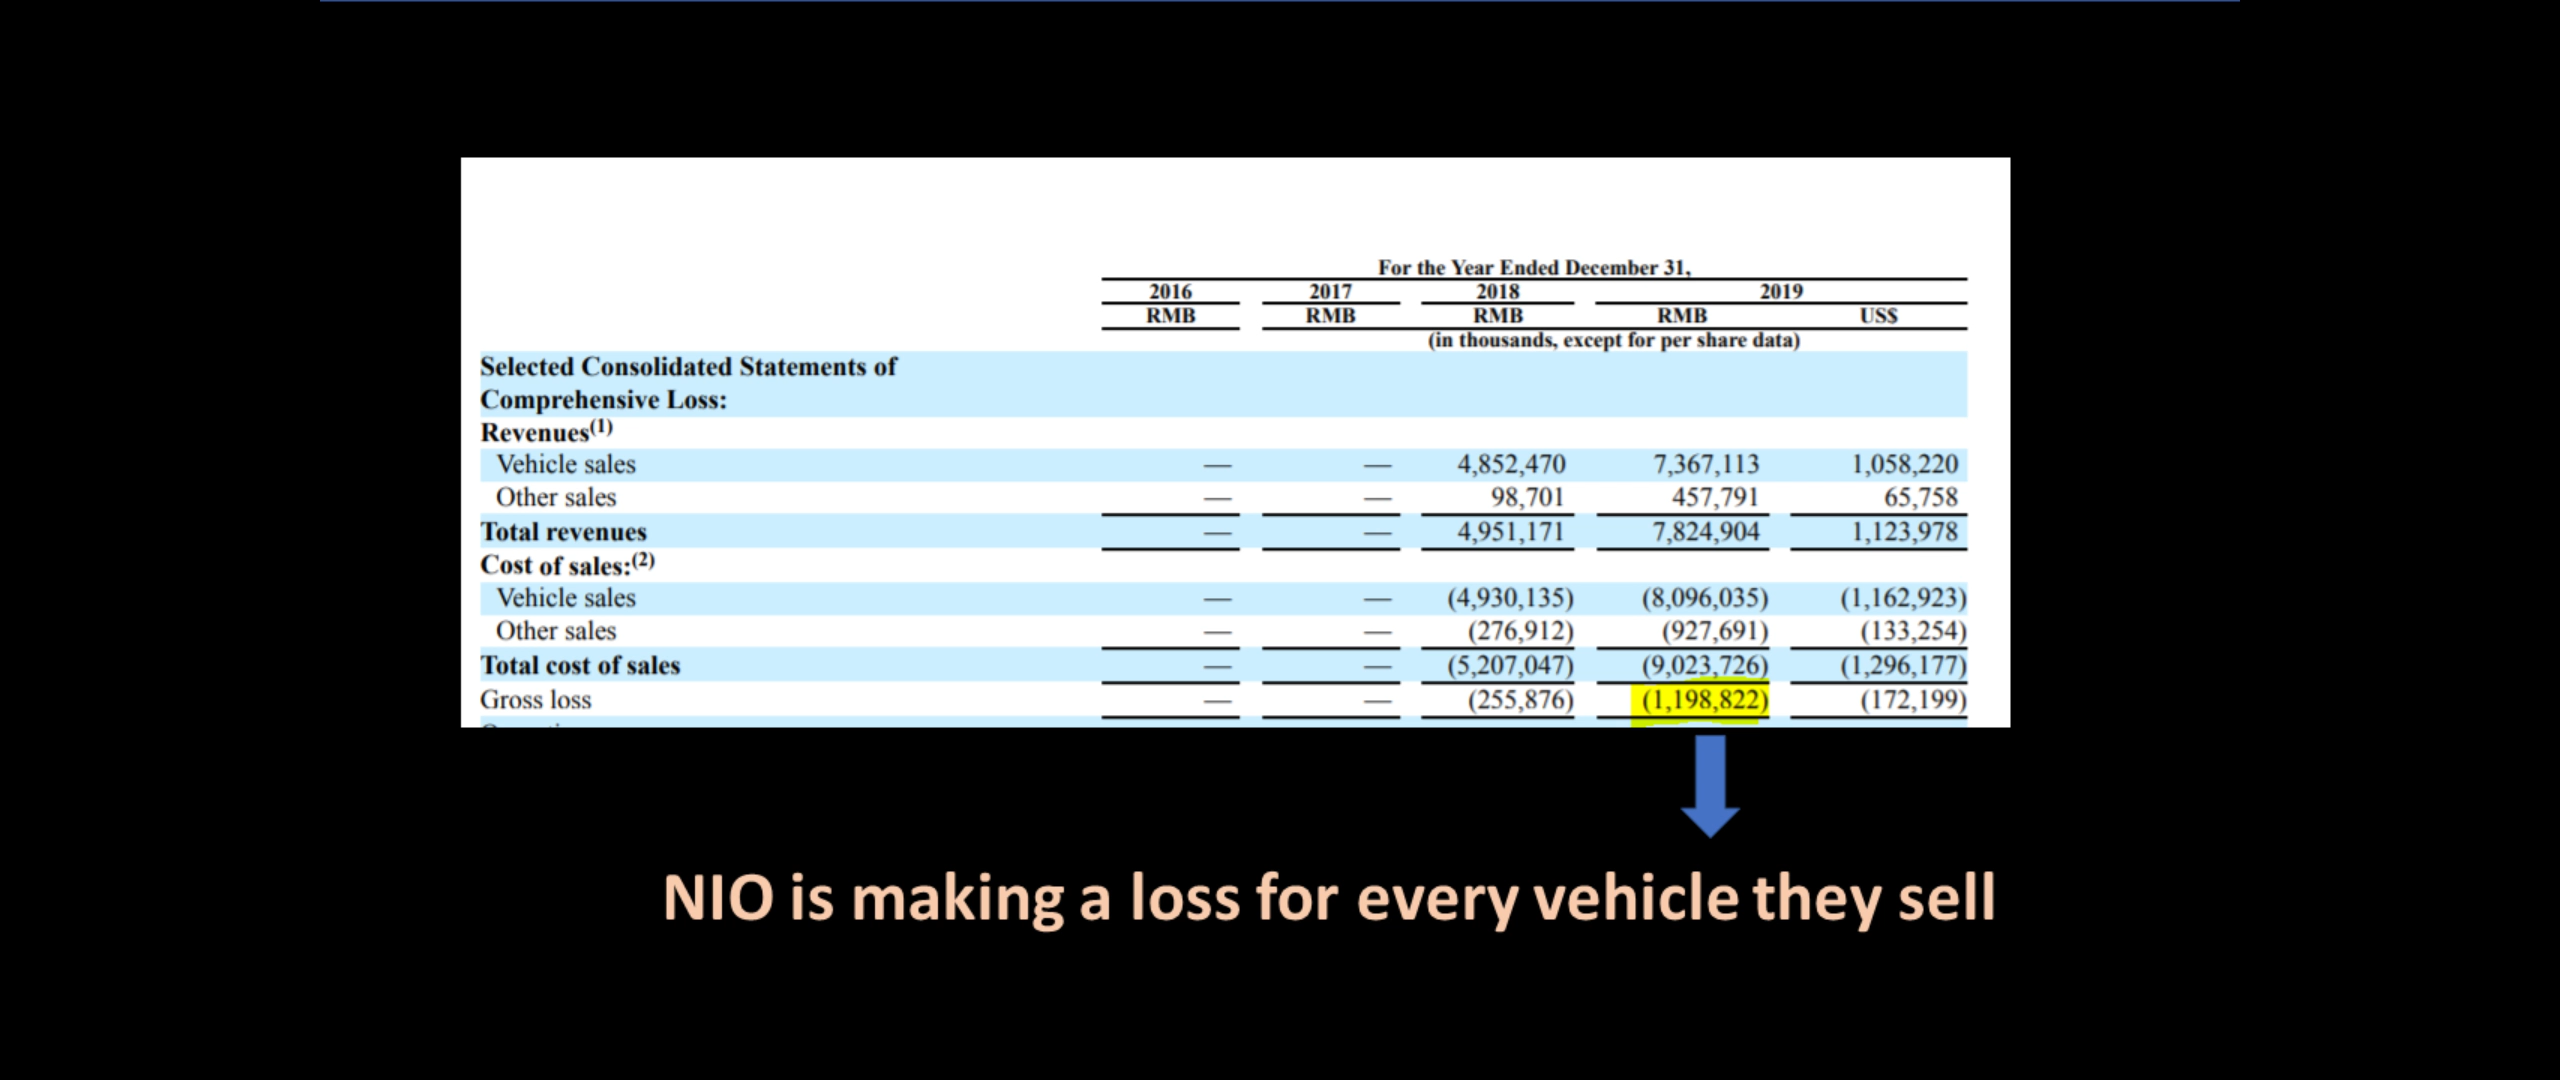 For the Year Ended December 31,
2016 2017 2018 2019
RMB RMB RMB RMB US$
(in thousands, except for per share data)
Selected Consolidated Statements of
Comprehensive Loss:
Revenues(1)
Vehicle sales — — 4,852,470 7,367,113 1,058,220
Other sales — — 98,701 457,791 65,758
Total revenues — — 4,951,171 7,824,904 1,123,978
Cost of sales:(2)
Vehicle sales — — (4,930,135) (8,096,035) (1,162,923)
Other sales — — (276,912) (927,691) (133,254)
Total cost of sales — — (5,207,047) (9,023,726) (1,296,177)
Gross loss — — (255,876) (1,198,822) (172,199)
NIO is making a loss for every vehicle they sell